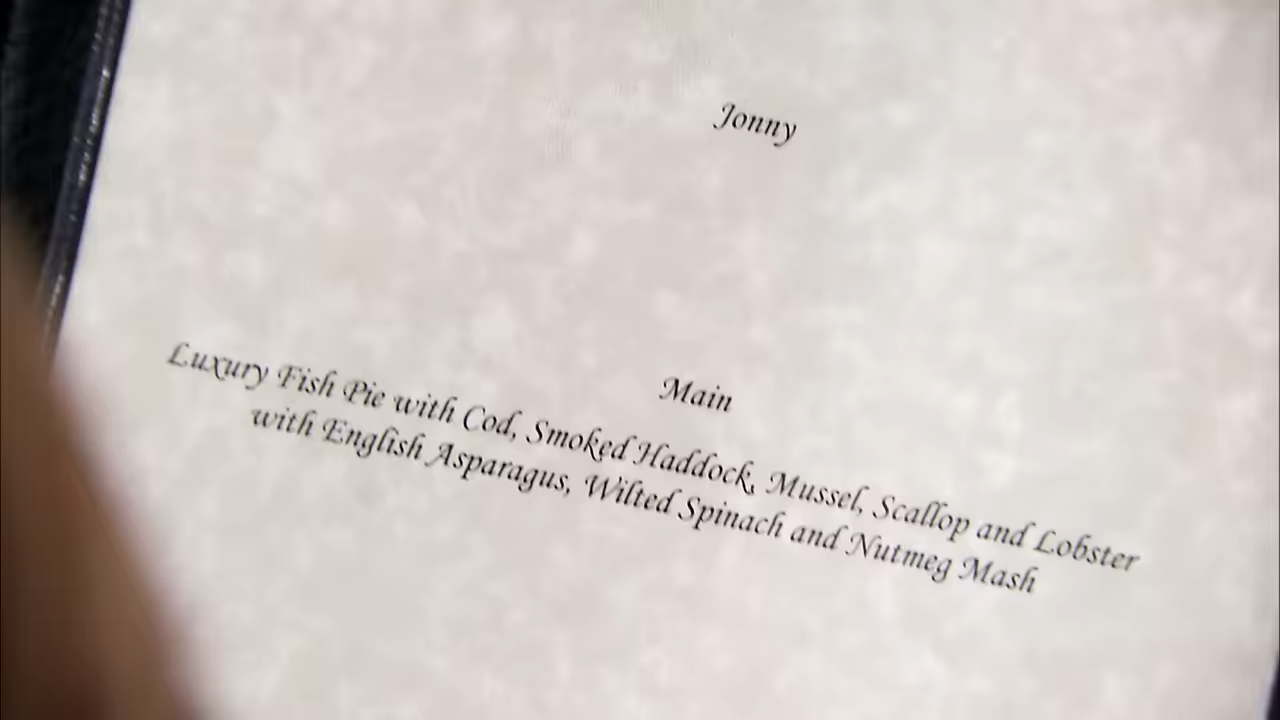 Jonny
Main
Luxury Fish Pie with Cod, Smoked Haddock, Mussel, Scallop and Lobster
with English Asparagus, Wilted Spinach and Nutmeg Mash